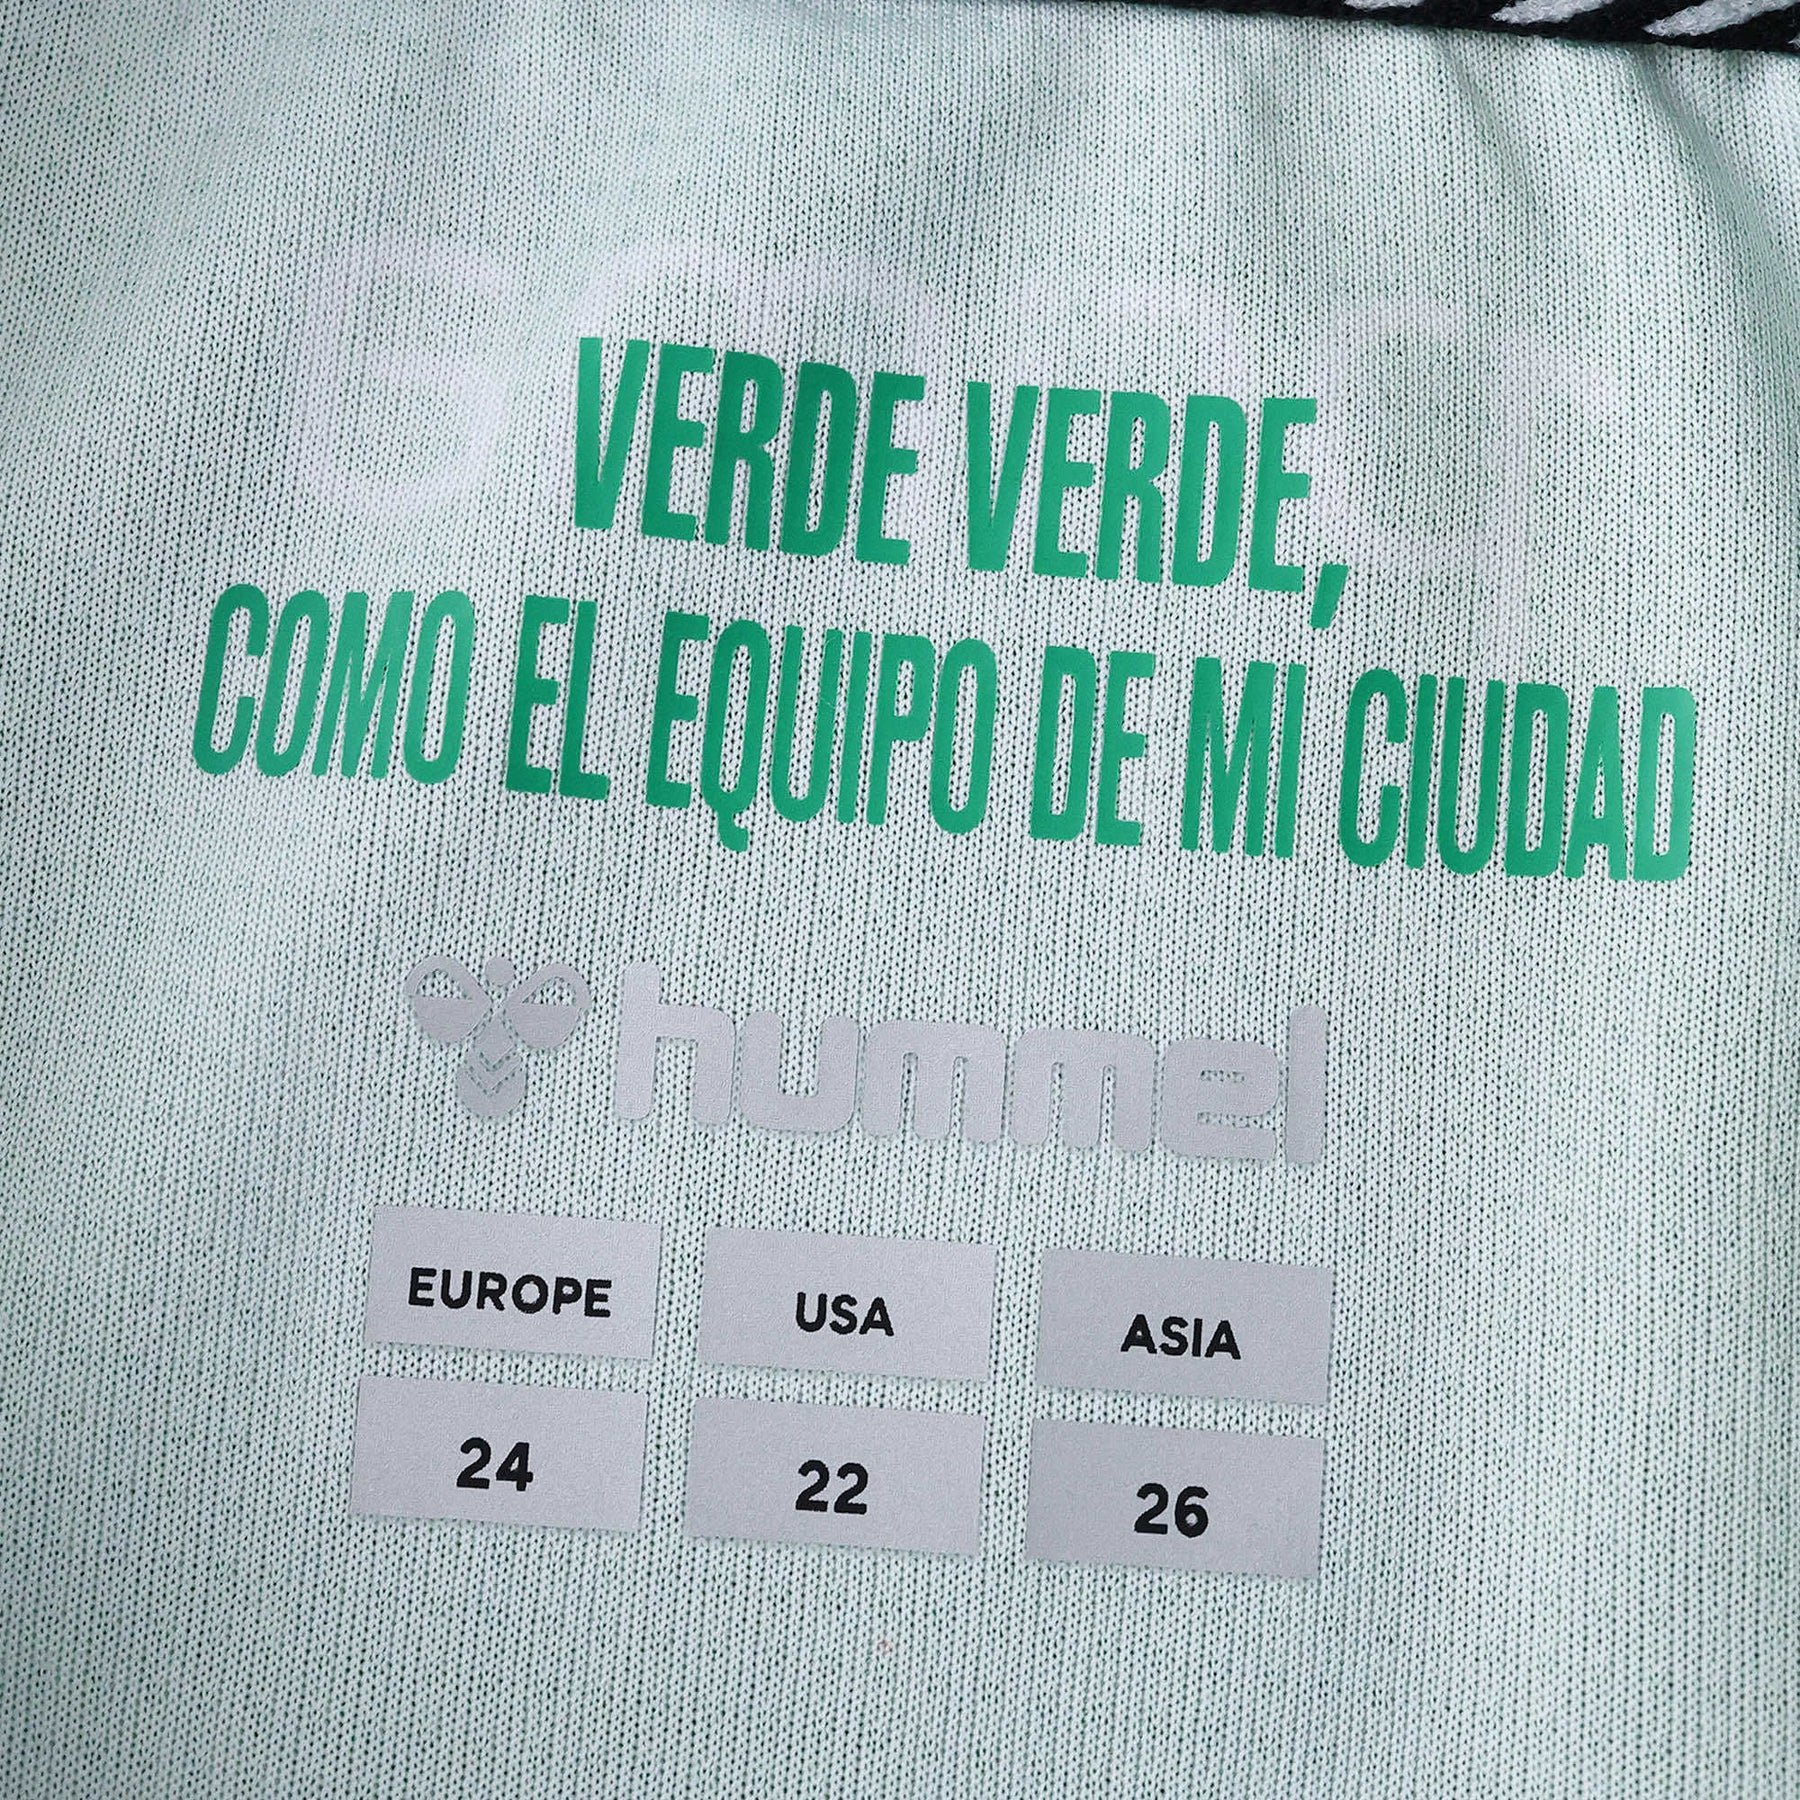 VERDE VERDE,
COMO EL EQUIPO DE MI CIUDAD
hummel
EUROPE USA ASIA
24 22 26